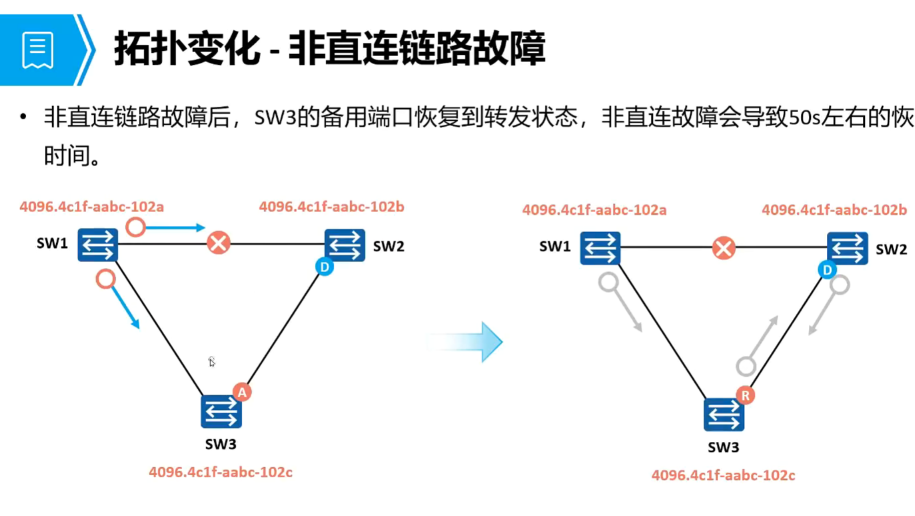 拓扑变化 - 非直连链路故障
• 非直连链路故障后，SW3的备用端口恢复到转发状态，非直连故障会导致50s左右的恢
时间。
4096.4c1f-aabc-102a
4096.4c1f-aabc-102b
SW1
SW2
D
A
SW3
4096.4c1f-aabc-102c
4096.4c1f-aabc-102a
4096.4c1f-aabc-102b
SW1
SW2
D
R
SW3
4096.4c1f-aabc-102c